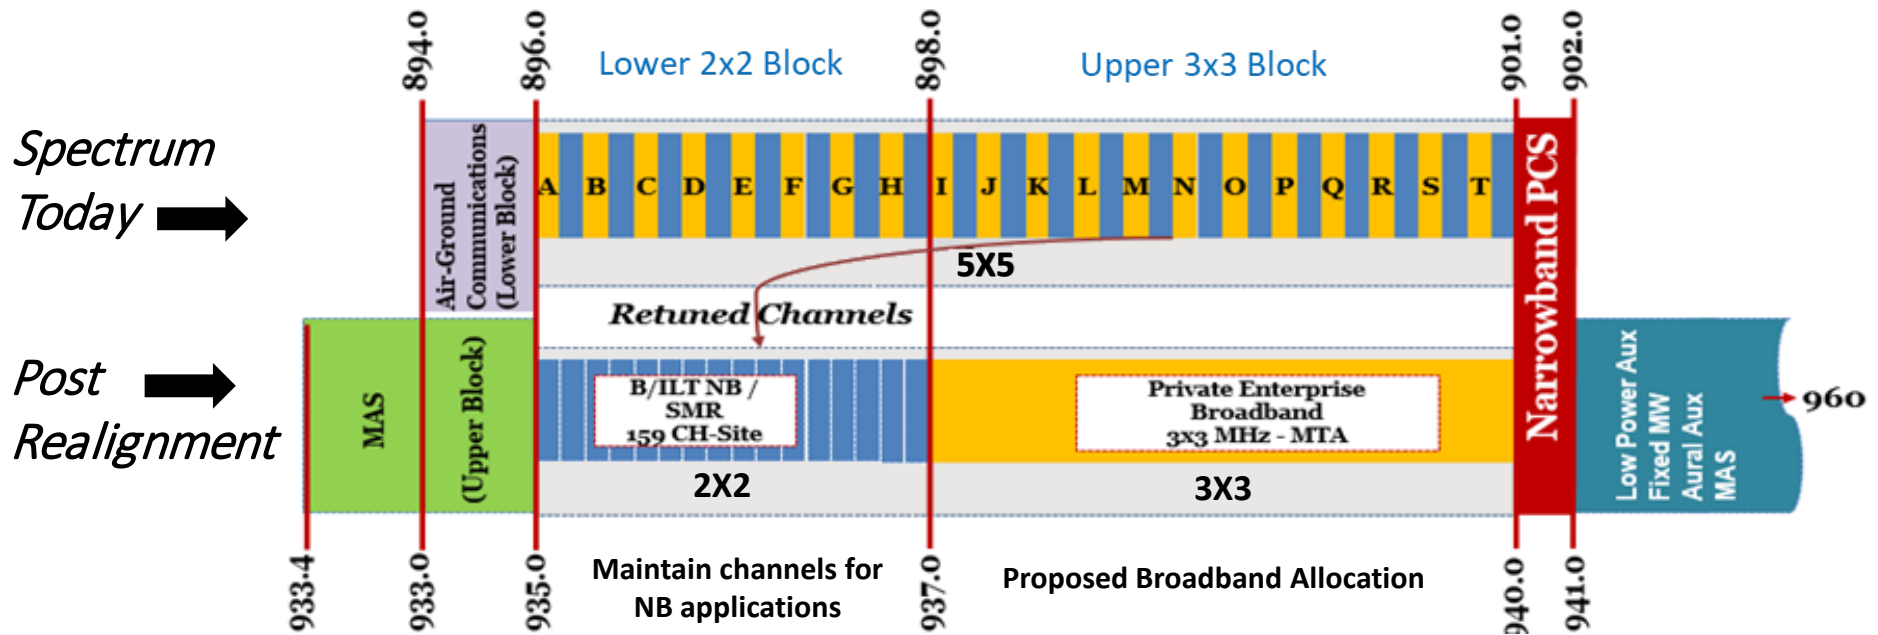 894.0
896.0
898.0
901.0
902.0
Lower 2x2 Block
Upper 3x3 Block
Spectrum
Today
Air-Ground
Communications
(Lower Block)
A B C D E F G H I J K L M N O P Q R S T
5X5
Narrowband PCS
Retuned Channels
Post
Realignment
MAS
(Upper Block)
B/ILT NB /
SMR
159 CH-Site
2X2
Private Enterprise
Broadband
3x3 MHz - MTA
3X3
Low Power Aux
Fixed MW
Aural Aux
MAS
960
933.4
933.0
935.0
937.0
940.0
941.0
Maintain channels for
NB applications
Proposed Broadband Allocation